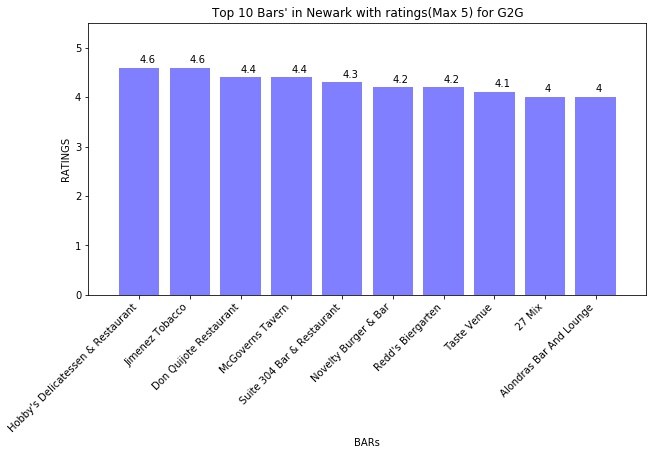 Top 10 Bars' in Newark with ratings(Max 5) for G2G
RATINGS
5
4
3
2
1
0
4.6
4.6
4.4
4.4
4.3
4.2
4.2
4.1
4
4
Hobby's Delicatessen & Restaurant
Jimenez Tobacco
Don Quijote Restaurant
McGoverns Tavern
Suite 304 Bar & Restaurant
Novelty Burger & Bar
Redd's Biergarten
Taste Venue
27 Mix
Alondras Bar And Lounge
BARs